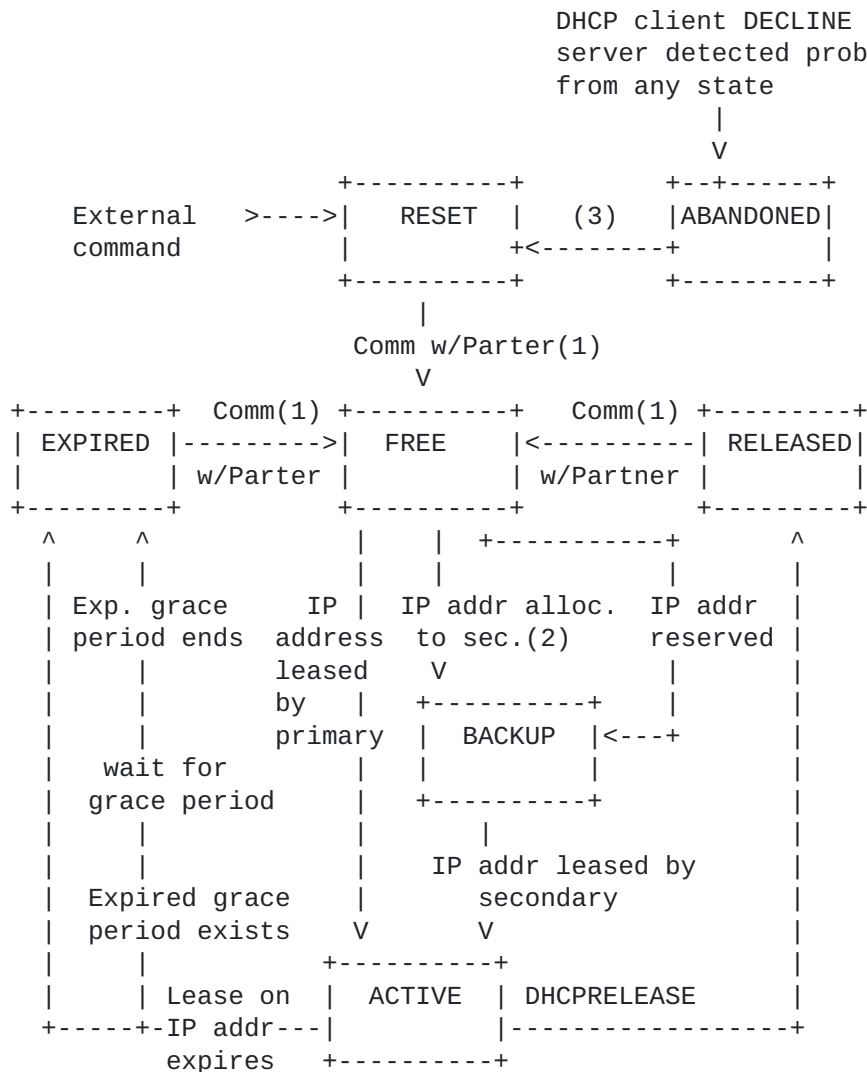 DHCP client DECLINE
server detected prob
from any state
|
V
+----------+ +--+------+
External >---->| RESET | (3) |ABANDONED|
command | +<--------+ |
+----------+ +---------+
|
Comm w/Parter(1)
V
+---------+ Comm(1) +----------+ Comm(1) +---------+
| EXPIRED |--------->| FREE |<----------| RELEASED|
| | w/Parter | | w/Partner | |
+---------+ +----------+ +---------+
^ ^ | | +-----------+ ^
| | | | | |
| Exp. grace IP | IP addr alloc. IP addr |
| period ends address to sec.(2) reserved |
| | leased V | |
| | by | +----------+ | |
| | primary | BACKUP |<---+ |
| wait for | | | |
| grace period | +----------+ |
| | | | |
| | | IP addr leased by |
| Expired grace | secondary |
| period exists V V |
| | +----------+ |
| | Lease on | ACTIVE | DHCPRELEASE |
+-----+-IP addr---| |-----------------+
expires +----------+